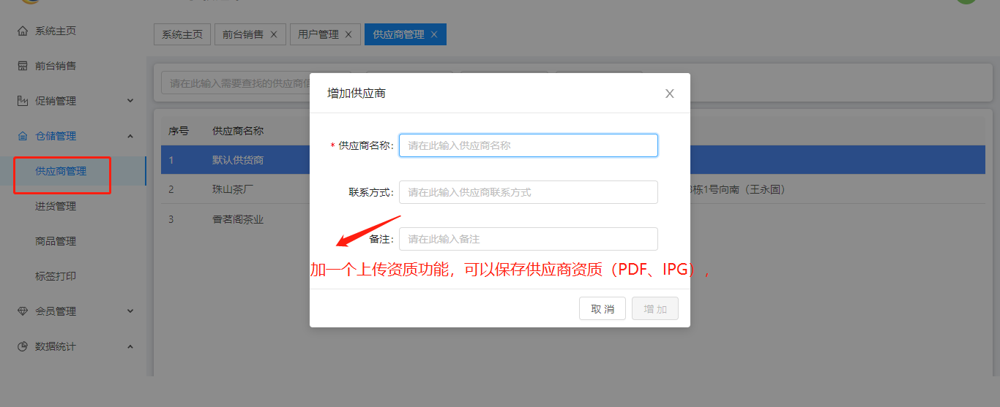 系统主页
系统主页
前台销售
用户管理
供应商管理
前台销售
请在此输入需要查找的供应商信
促销管理
增加供应商
仓储管理
序号
供应商名称
* 供应商名称:
请在此输入供应商名称
1
默认供货商
供应商管理
2
珠山茶厂
栋1号向南（王永固）
联系方式:
请在此输入供应商联系方式
进货管理
3
香茗阁茶业
备注:
请在此输入备注
商品管理
加一个上传资质功能，可以保存供应商资质（PDF、IPG），
标签打印
会员管理
取 消
增 加
数据统计